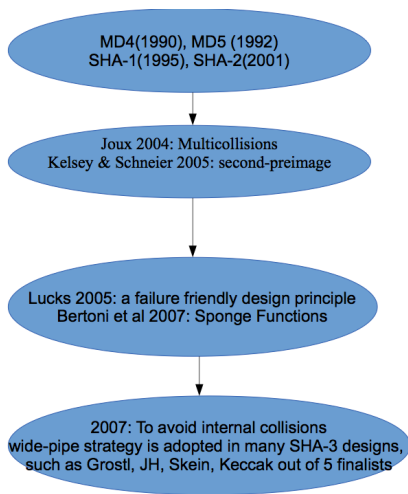 MD4(1990), MD5 (1992)
SHA-1(1995), SHA-2(2001)
Joux 2004: Multicollisions
Kelsey & Schneier 2005: second-preimage
Lucks 2005: a failure friendly design principle
Bertoni et al 2007: Sponge Functions
2007: To avoid internal collisions
wide-pipe strategy is adopted in many SHA-3 designs,
such as Grostl, JH, Skein, Keccak out of 5 finalists